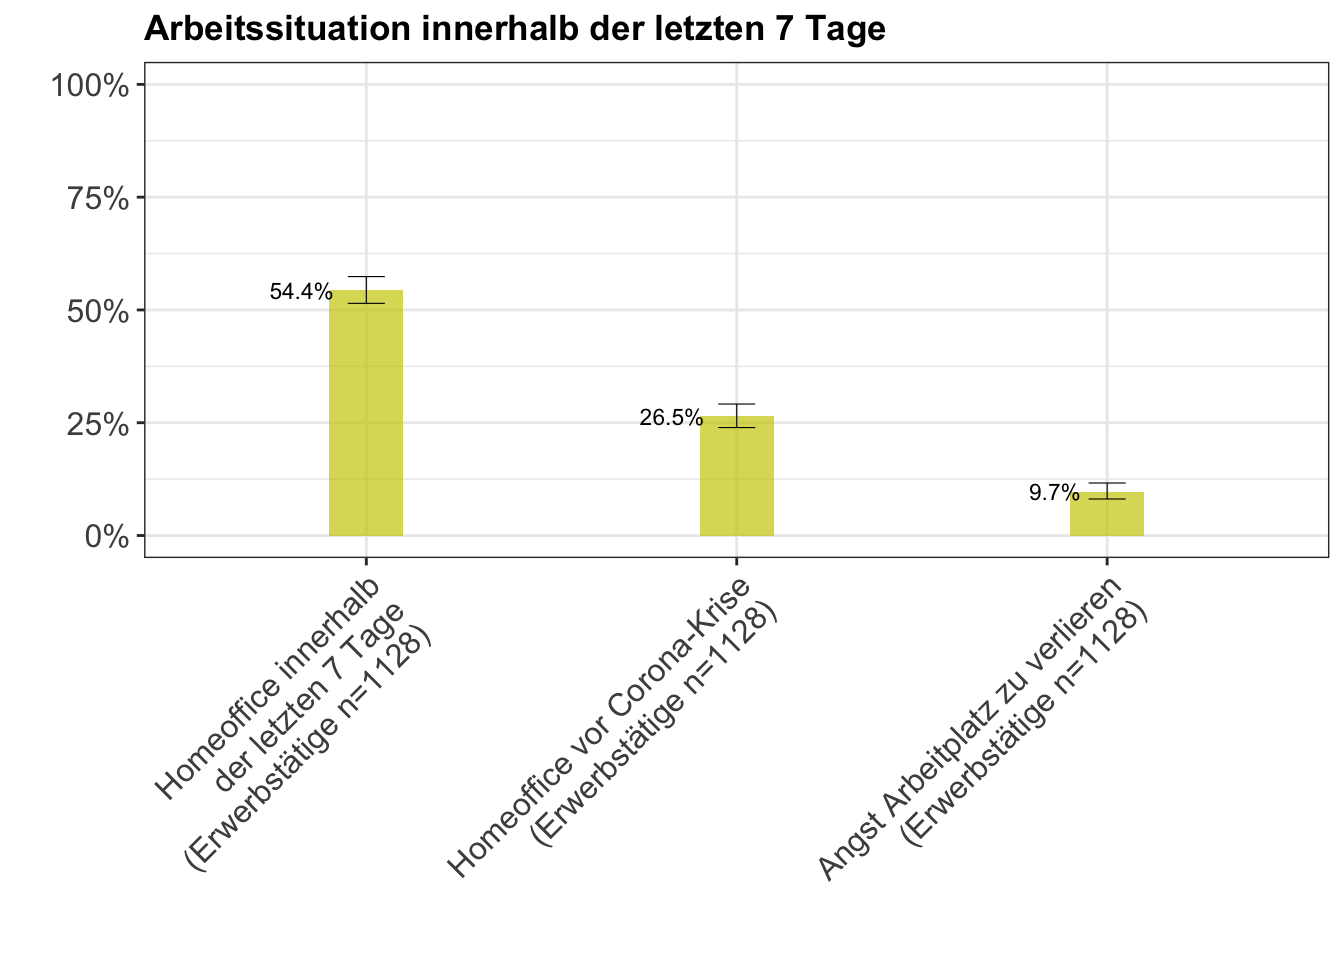 Arbeitssituation innerhalb der letzten 7 Tage
100%
75%
50%
25%
0%
54.4%
26.5%
9.7%
Homeoffice innerhalb
der letzten 7 Tage
(Erwerbstätige n=1128)
Homeoffice vor Corona-Krise
(Erwerbstätige n=1128)
Angst Arbeitplatz zu verlieren
(Erwerbstätige n=1128)